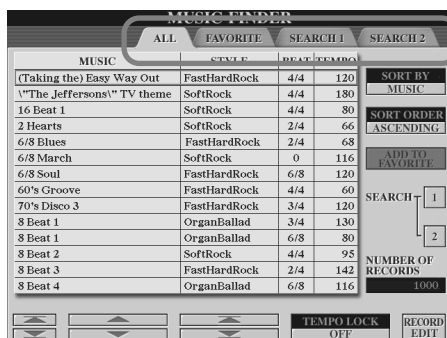 MUSIC FINDER
ALL FAVORITE SEARCH 1 SEARCH 2
MUSIC STYLE BEAT TEMPO
(Taking the) Easy Way Out FastHardRock 4/4 120
\"The Jeffersons\" TV theme SoftRock 4/4 180
16 Beat 1 SoftRock 4/4 80
2 Hearts SoftRock 2/4 66
6/8 Blues FastHardRock 2/4 68
6/8 March SoftRock 0 116
6/8 Soul FastHardRock 6/8 120
60's Groove FastHardRock 4/4 60
70's Disco 3 FastHardRock 3/4 120
8 Beat 1 OrganBallad 3/4 130
8 Beat 1 OrganBallad 6/8 80
8 Beat 2 SoftRock 4/4 95
8 Beat 3 FastHardRock 2/4 142
8 Beat 4 OrganBallad 6/8 116
SORT BY
MUSIC
SORT ORDER
ASCENDING
ADD TO
FAVORITE
SEARCH 1
2
NUMBER OF
RECORDS
1000
TEMPO LOCK
OFF
RECORD
EDIT